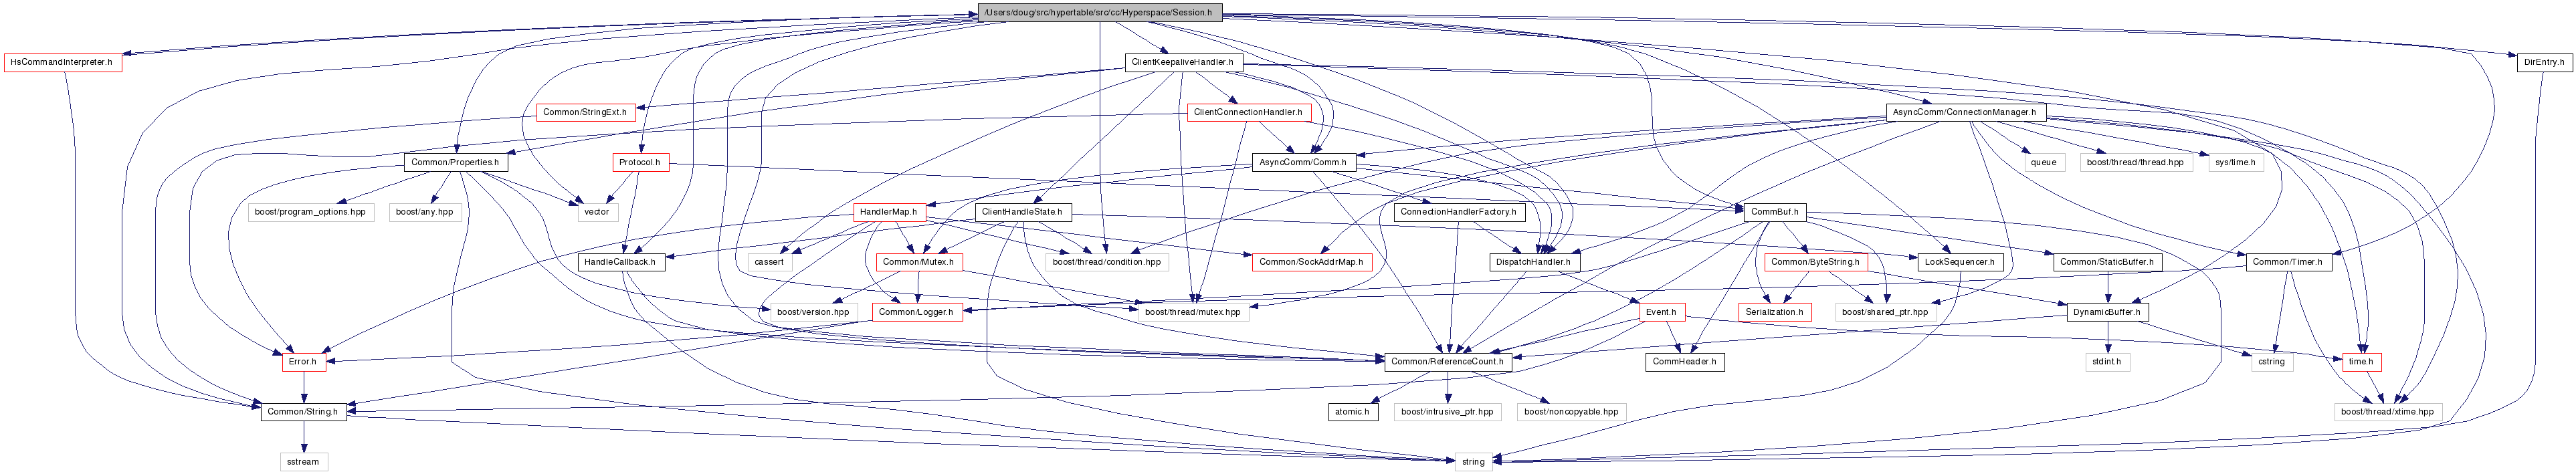 /Users/doug/src/hypertable/src/cc/Hyperspace/Session.h
HsCommandInterpreter.h
ClientKeepaliveHandler.h
DirEntry.h
Common/StringExt.h
ClientConnectionHandler.h
AsyncComm/ConnectionManager.h
Common/Properties.h
Protocol.h
AsyncComm/Comm.h
queue
boost/thread/thread.hpp
sys/time.h
boost/program_options.hpp
boost/any.hpp
vector
HandlerMap.h
ClientHandleState.h
ConnectionHandlerFactory.h
CommBuf.h
HandleCallback.h
cassert
Common/Mutex.h
boost/thread/condition.hpp
Common/SockAddrMap.h
DispatchHandler.h
Common/ByteString.h
LockSequencer.h
Common/StaticBuffer.h
Common/Timer.h
boost/version.hpp
Common/Logger.h
boost/thread/mutex.hpp
Event.h
Serialization.h
boost/shared_ptr.hpp
DynamicBuffer.h
Error.h
Common/ReferenceCount.h
CommHeader.h
stdint.h
cstring
time.h
Common/String.h
atomic.h
boost/intrusive_ptr.hpp
boost/noncopyable.hpp
boost/thread/xtime.hpp
sstream
string